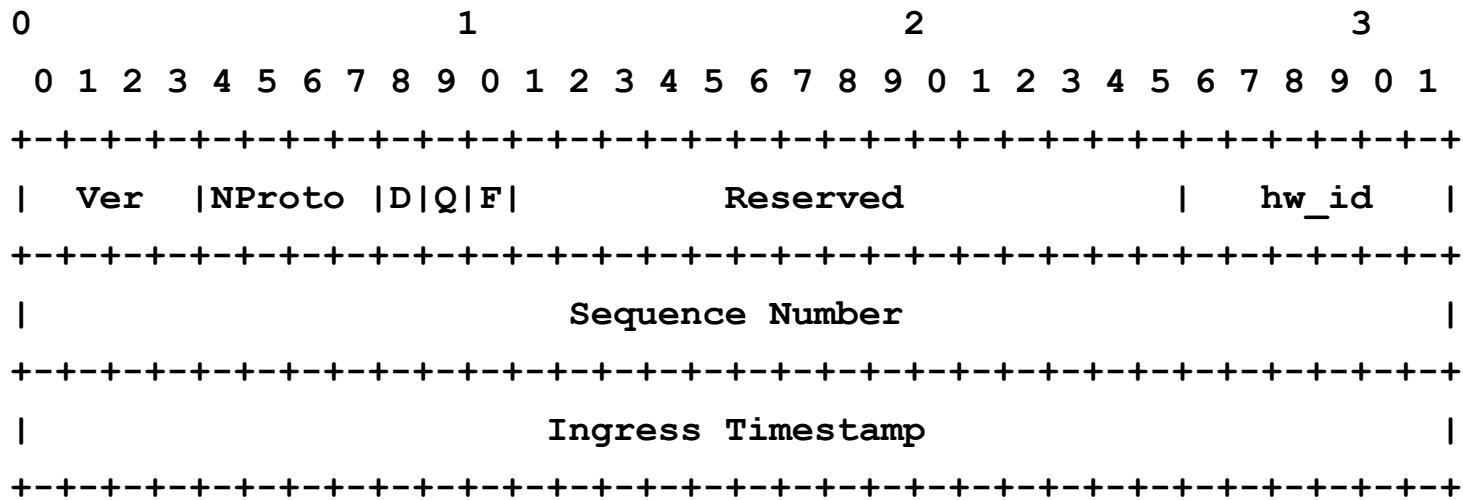 0                   1                   2                   3
 0 1 2 3 4 5 6 7 8 9 0 1 2 3 4 5 6 7 8 9 0 1 2 3 4 5 6 7 8 9 0 1
+-+-+-+-+-+-+-+-+-+-+-+-+-+-+-+-+-+-+-+-+-+-+-+-+-+-+-+-+-+-+-+-+
|  Ver  |NProto |D|Q|F|         Reserved            |   hw_id   |
+-+-+-+-+-+-+-+-+-+-+-+-+-+-+-+-+-+-+-+-+-+-+-+-+-+-+-+-+-+-+-+-+
|                        Sequence Number                        |
+-+-+-+-+-+-+-+-+-+-+-+-+-+-+-+-+-+-+-+-+-+-+-+-+-+-+-+-+-+-+-+-+
|                       Ingress Timestamp                       |
+-+-+-+-+-+-+-+-+-+-+-+-+-+-+-+-+-+-+-+-+-+-+-+-+-+-+-+-+-+-+-+-+